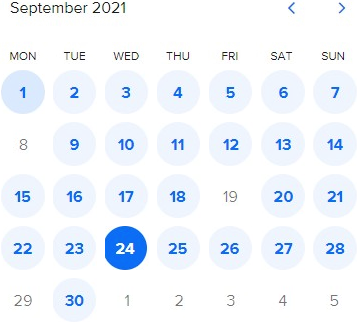 September 2021
MON TUE WED THU FRI SAT SUN
1 2 3 4 5 6 7
8 9 10 11 12 13 14
15 16 17 18 19 20 21
22 23 24 25 26 27 28
29 30 1 2 3 4 5